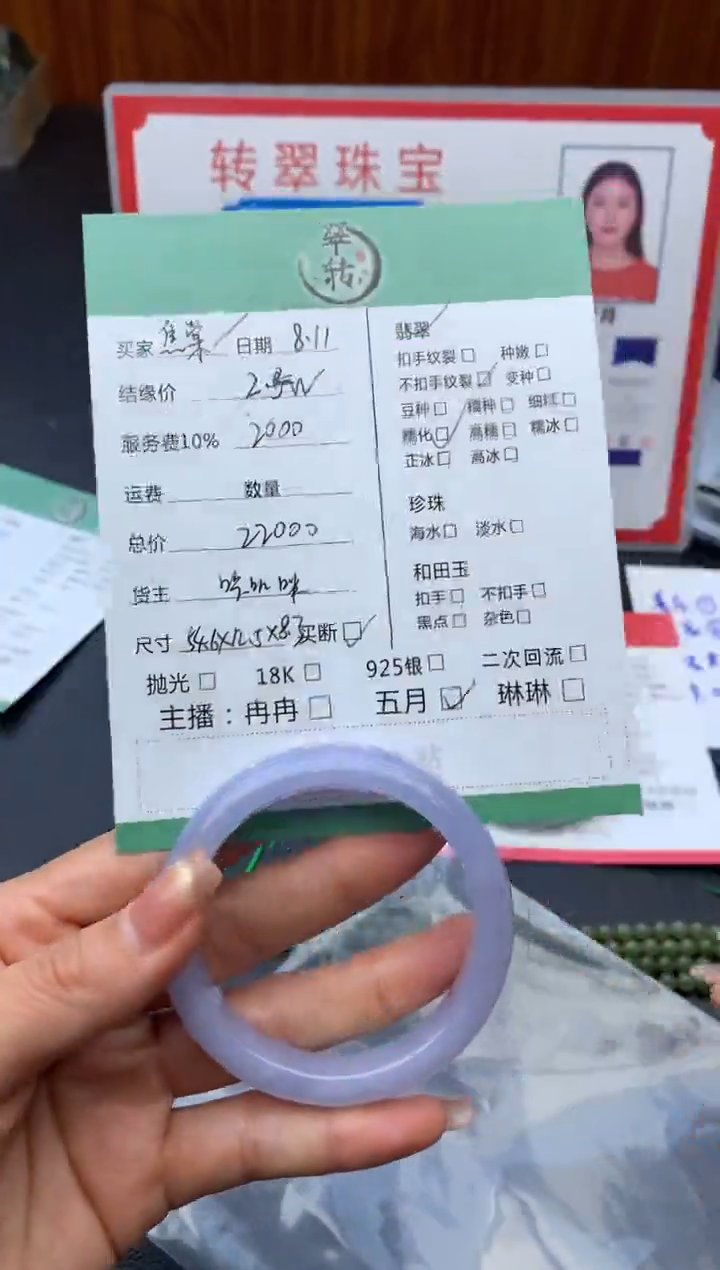 转翠珠宝
翠
转
买家 日期 8.11
结缘价
服务费10% 2000
运费 数量
总价 22000
货主
尺寸 买断□
抛光□ 18K□ 925银□ 二次回流□
主播：冉冉□ 五月□ 琳琳□
翡翠
扣手纹裂□ 种嫩□
不扣手纹裂□ 变种□
豆种□ 糯种□ 细糯□
糯化□ 高糯□ 糯冰□
正冰□ 高冰□
珍珠
海水□ 淡水□
和田玉
扣手□ 不扣手□
黑点□ 杂色□